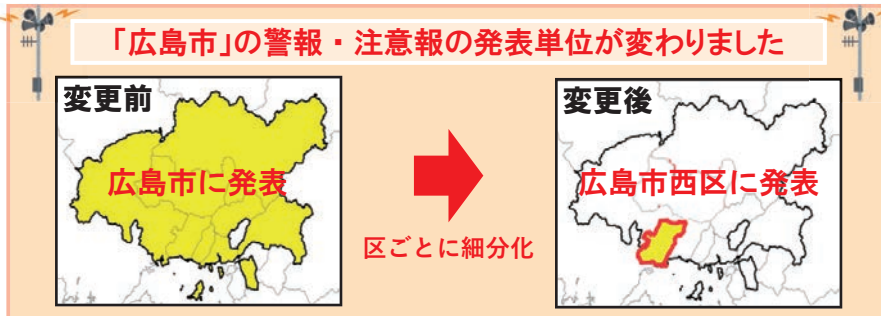 「広島市」の警報・注意報の発表単位が変わりました
変更前
広島市に発表
区ごとに細分化
変更後
広島市西区に発表